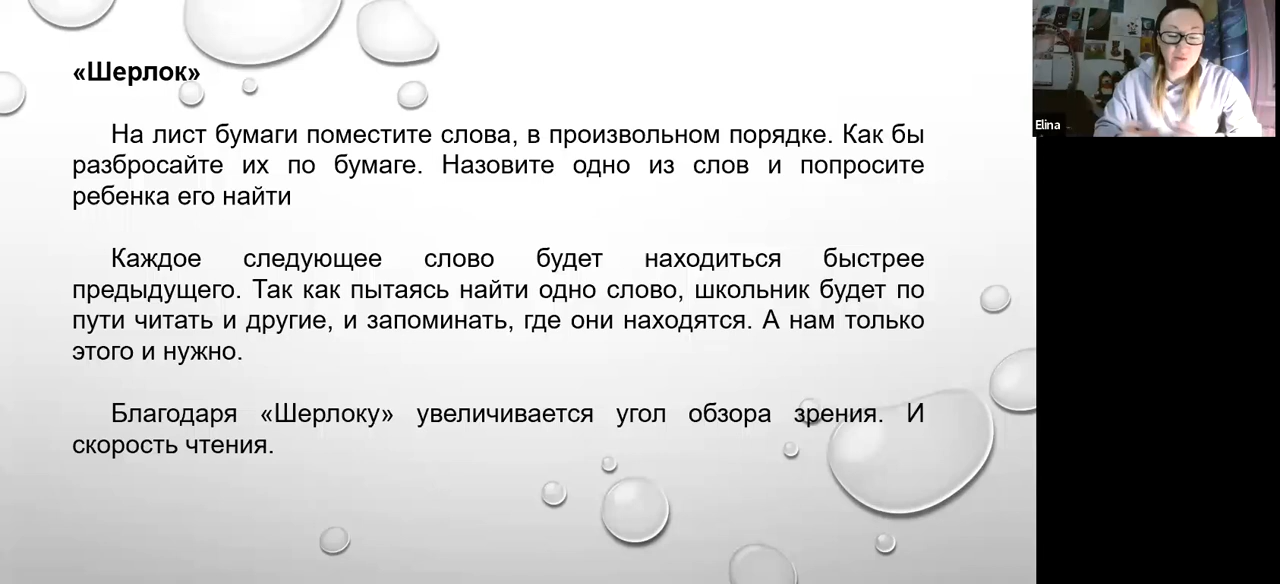 «Шерлок»
На лист бумаги поместите слова, в произвольном порядке. Как бы
разбросайте их по бумаге. Назовите одно из слов и попросите
ребенка его найти
Каждое следующее слово будет находиться быстрее
предыдущего. Так как пытаясь найти одно слово, школьник будет по
пути читать и другие, и запоминать, где они находятся. А нам только
этого и нужно.
Благодаря «Шерлоку» увеличивается угол обзора зрения. И
скорость чтения.
Elina